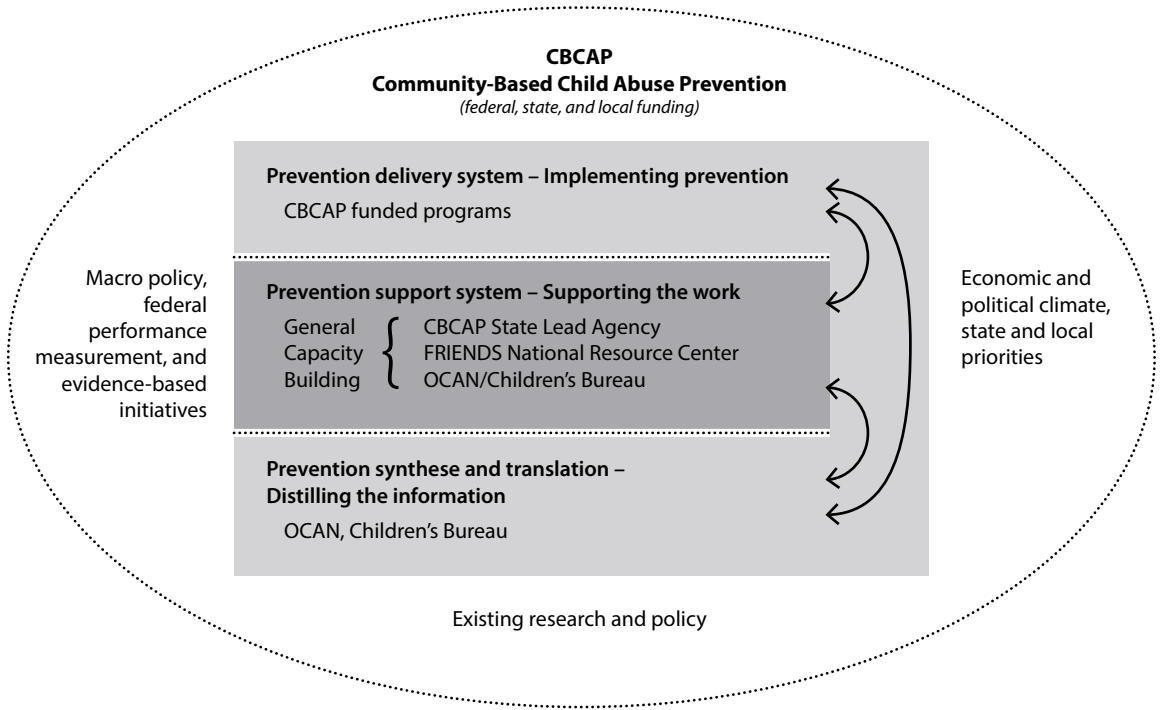 CBCAP
Community-Based Child Abuse Prevention
(federal, state, and local funding)
Prevention delivery system – Implementing prevention
CBCAP funded programs
Macro policy,
federal
performance
measurement, and
evidence-based
initiatives
Prevention support system – Supporting the work
General
Capacity
Building
{
CBCAP State Lead Agency
FRIENDS National Resource Center
OCAN/Children’s Bureau
Economic and
political climate,
state and local
priorities
Prevention synthese and translation –
Distilling the information
OCAN, Children’s Bureau
Existing research and policy